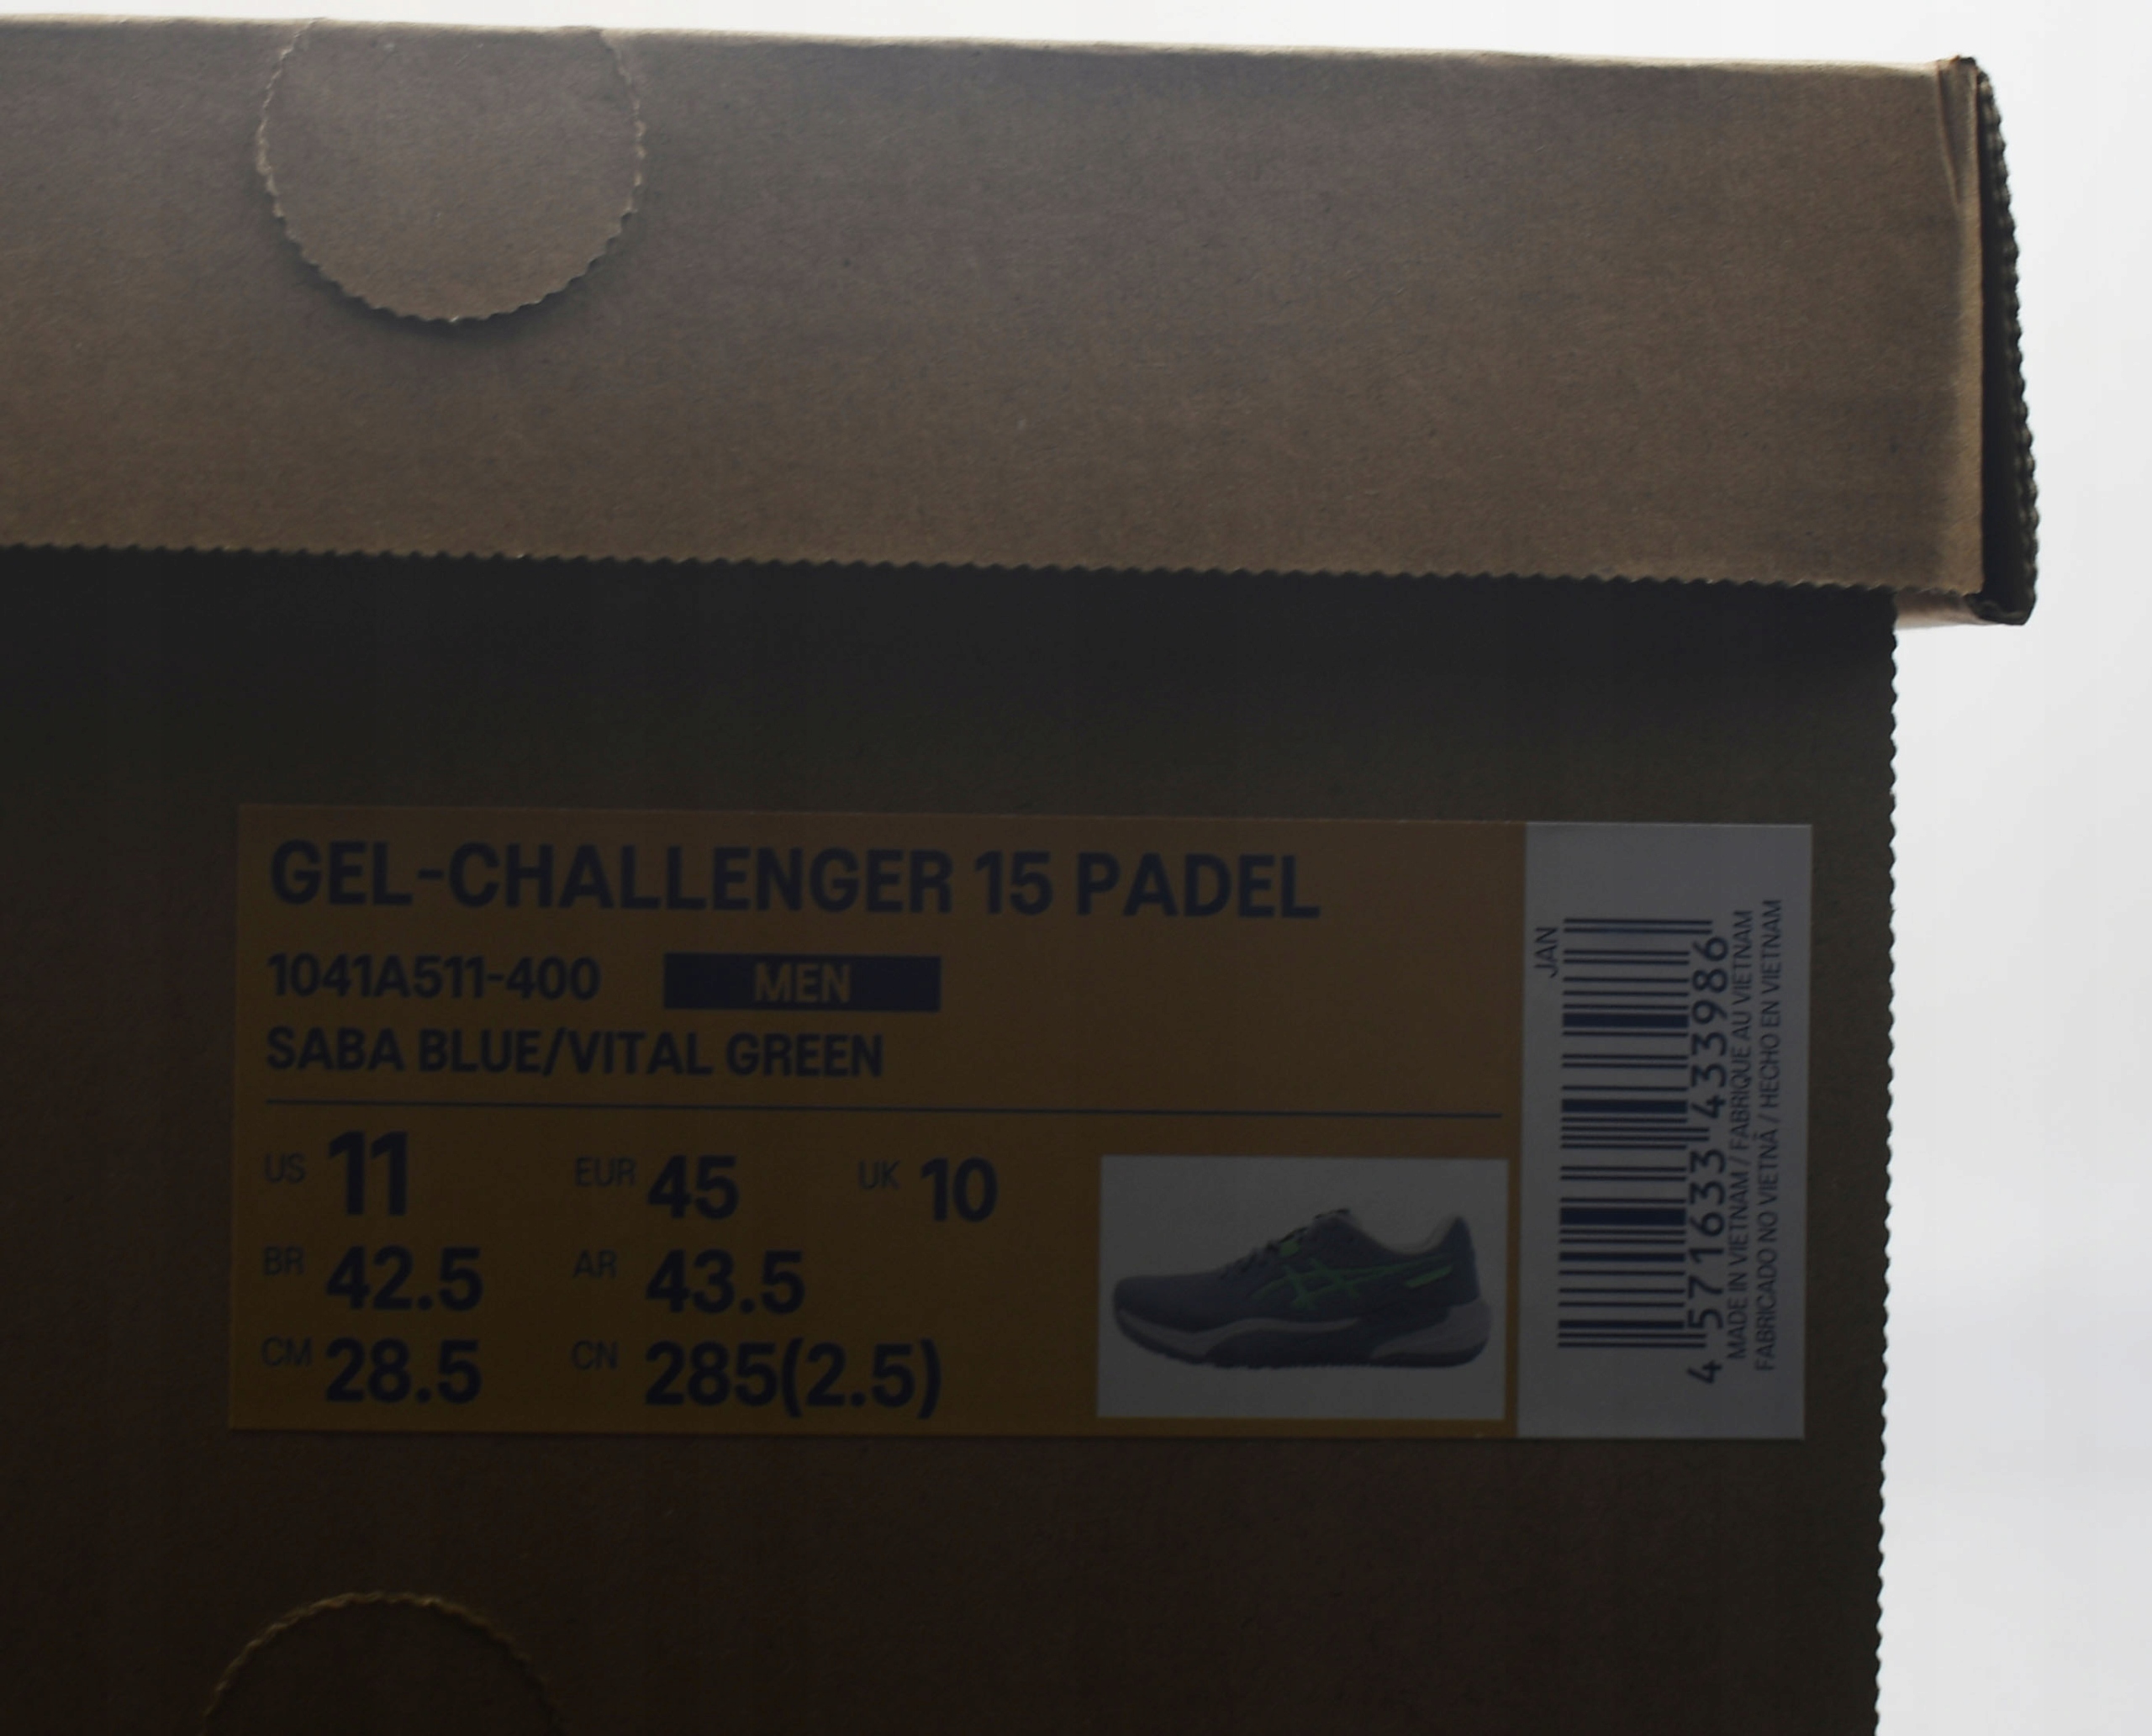 GEL-CHALLENGER 15 PADEL
1041A511-400 MEN
SABA BLUE/VITAL GREEN
US 11 EUR 45 UK 10
BR 42.5 AR 43.5
CM 28.5 CN 285(2.5)
JAN
4 571633 433986
MADE IN VIETNAM / FABRIQUE AU VIETNAM
FABRICADO NO VIETNÃ / HECHO EN VIETNAM